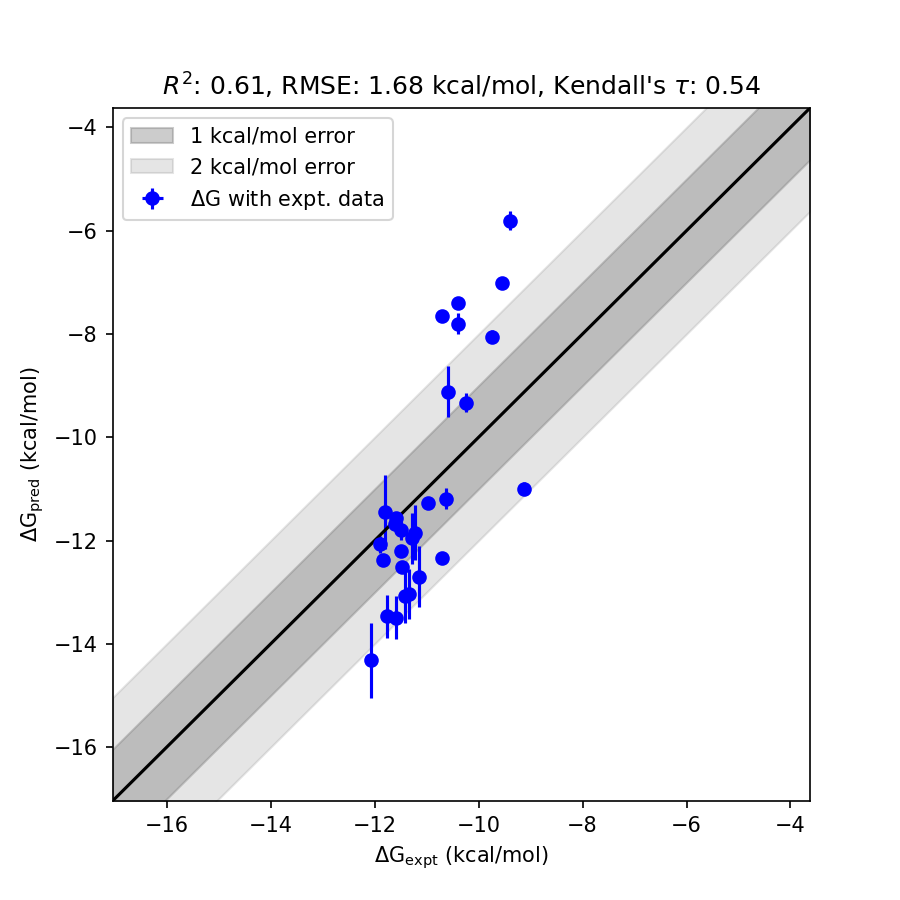 R²: 0.61, RMSE: 1.68 kcal/mol, Kendall's τ: 0.54
1 kcal/mol error
2 kcal/mol error
ΔG with expt. data
−4
−6
−8
−10
−12
−14
−16
ΔGpred (kcal/mol)
−16 −14 −12 −10 −8 −6 −4
ΔGexpt (kcal/mol)